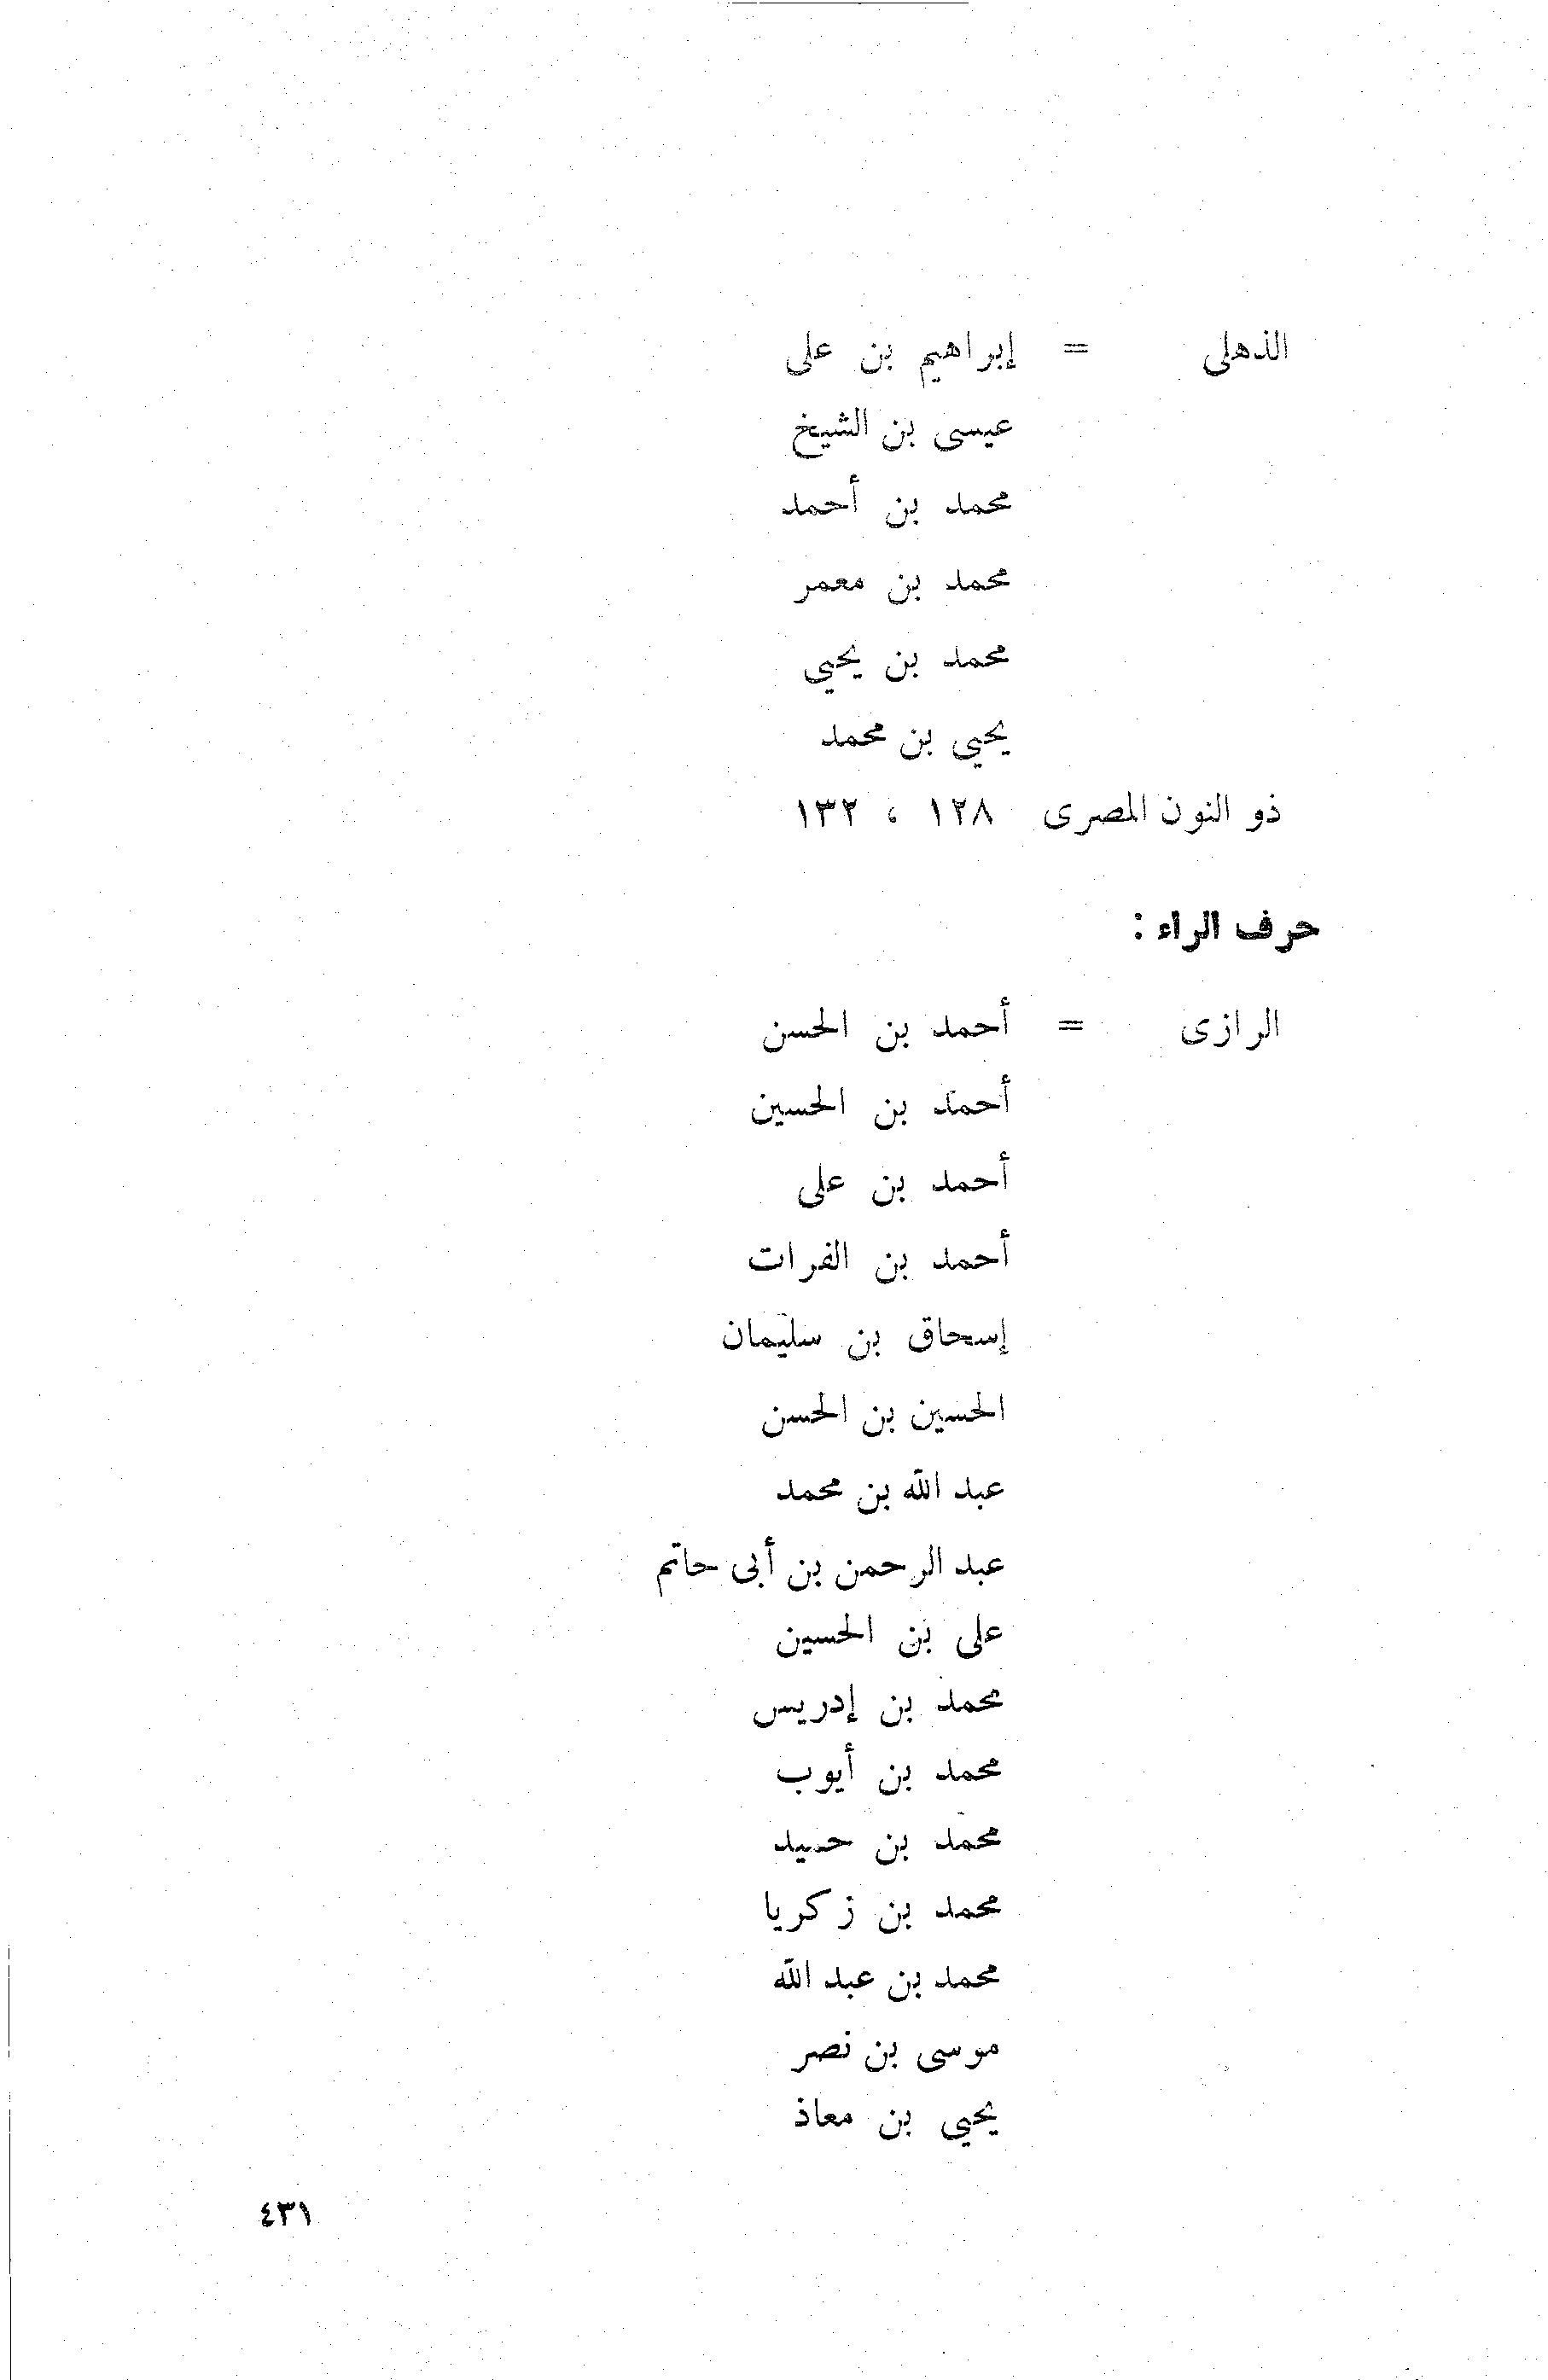 الذهلى = إبراهيم بن على
عيسى بن الشيخ
محمد بن أحمد
محمد بن معمر
محمد بن يحيي
يحيي بن محمد
ذو النون المصرى ١٢٨ ، ١٣٢
حرف الراء :
الرازى = أحمد بن الحسن
أحمد بن الحسين
أحمد بن على
أحمد بن الفرات
إسحاق بن سليمان
الحسين بن الحسن
عبد الله بن محمد
عبد الرحمن بن أبى حاتم
على بن الحسين
محمد بن إدريس
محمد بن أيوب
محمد بن حميد
محمد بن زكريا
محمد بن عبد الله
موسى بن نصر
يحيي بن معاذ
٤٣١